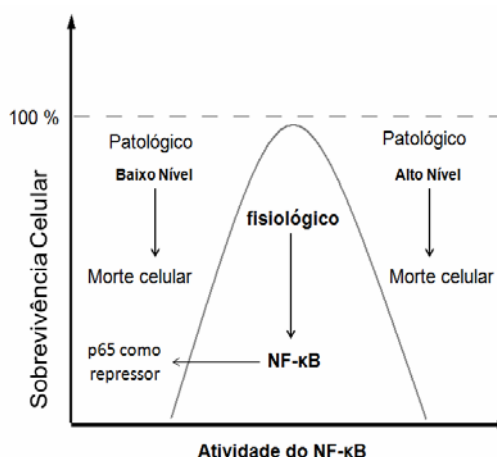 100 %
Patológico
Baixo Nível
Morte celular
p65 como
repressor
fisiológico
NF-κB
Patológico
Alto Nível
Morte celular
Sobrevivência Celular
Atividade do NF-κB